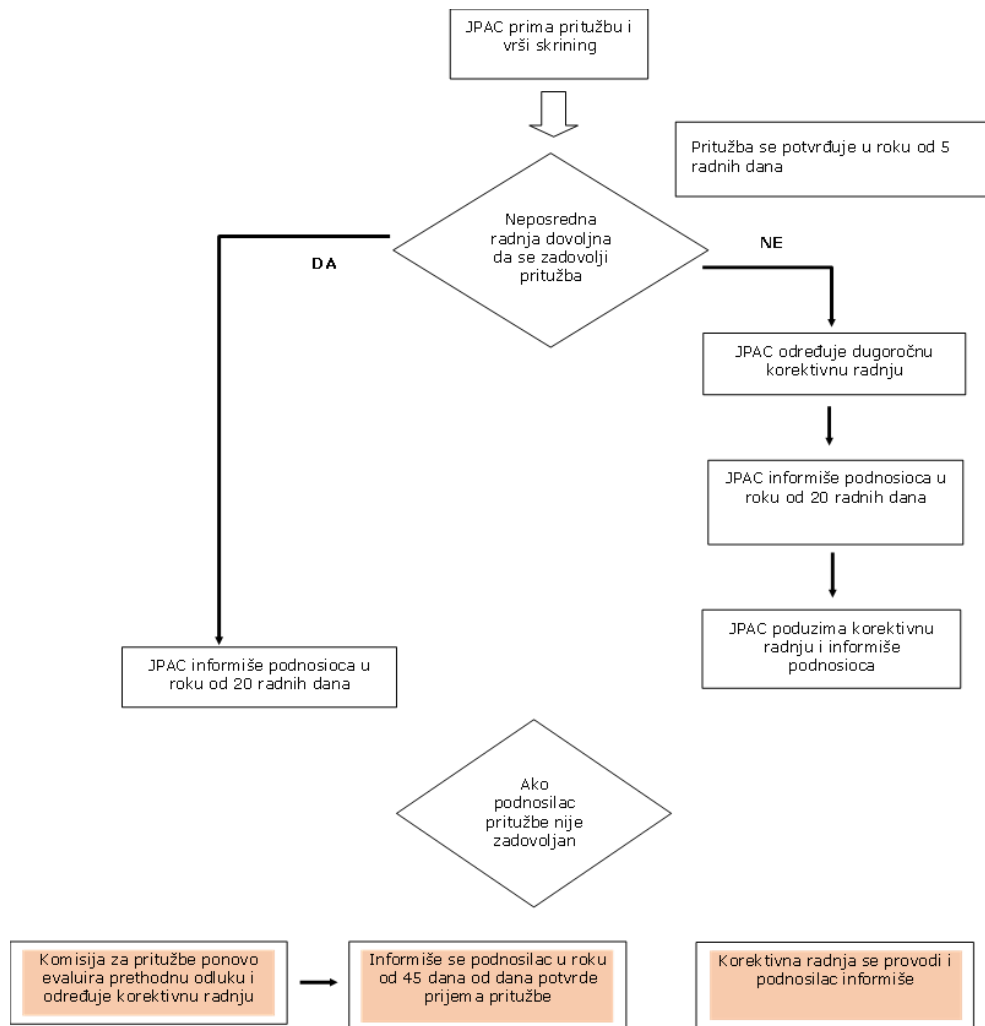 JPAC prima pritužbu i
vrši skrining
Pritužba se potvrđuje u roku od 5
radnih dana
Neposredna
radnja dovoljna
da se zadovolji
pritužba
DA
NE
JPAC određuje dugoročnu
korektivnu radnju
JPAC informiše podnosioca u
roku od 20 radnih dana
JPAC poduzima korektivnu
radnju i informiše
podnosioca
JPAC informiše podnosioca u
roku od 20 radnih dana
Ako
podnosilac
pritužbe nije
zadovoljan
Komisija za pritužbe ponovo
evaluira prethodnu odluku i
određuje korektivnu radnju
Informiše se podnosilac u roku
od 45 dana od dana potvrde
prijema pritužbe
Korektivna radnja se provodi i
podnosilac informiše